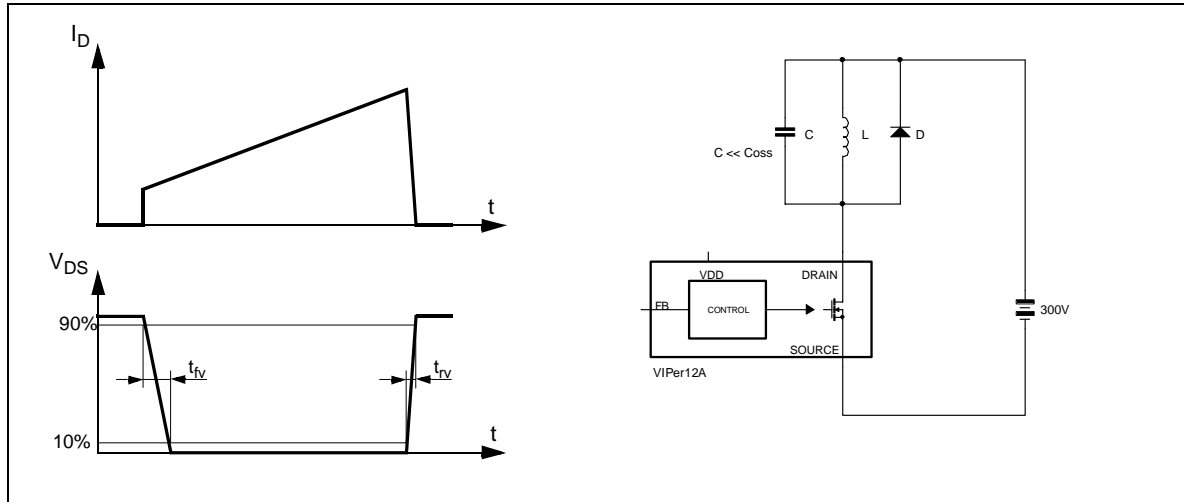 I_D
t
V_DS
90%
t_fv
t_rv
10%
t
C
L
D
C << Coss
VDD
DRAIN
FB
CONTROL
SOURCE
VIPer12A
300V